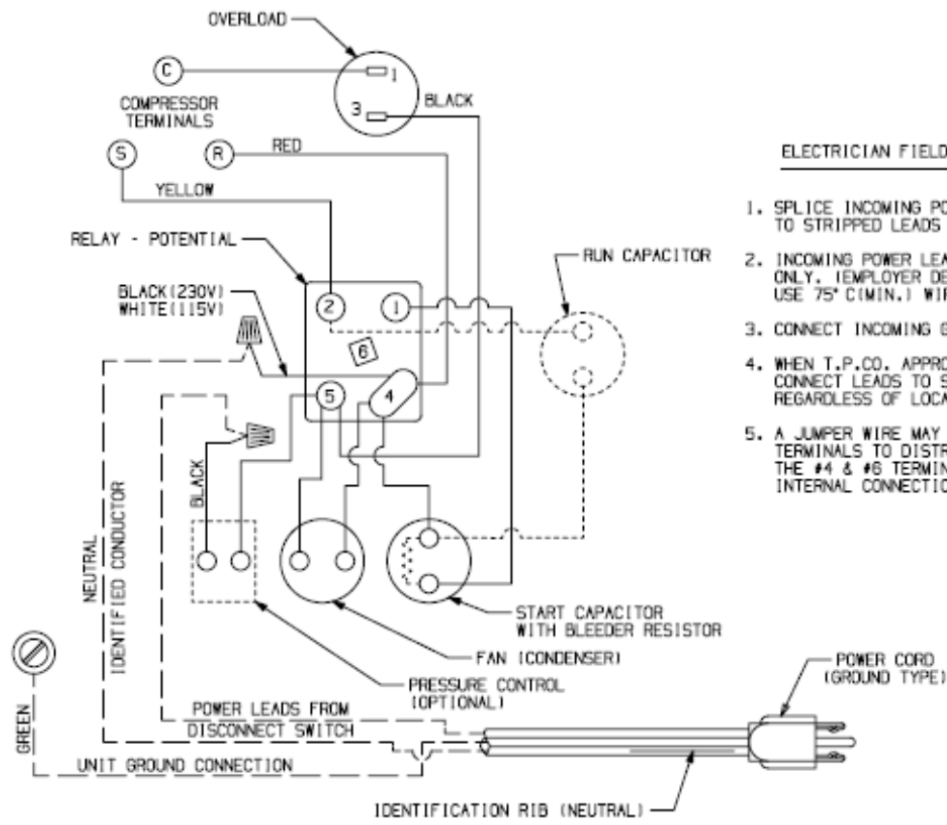 OVERLOAD
C
1
3
BLACK
COMPRESSOR
TERMINALS
S
R
RED
YELLOW
RELAY - POTENTIAL
RUN CAPACITOR
BLACK(230V)
WHITE(115V)
2
1
6
5
4
BLACK
NEUTRAL
IDENTIFIED CONDUCTOR
START CAPACITOR
WITH BLEEDER RESISTOR
FAN (CONDENSER)
PRESSURE CONTROL
(OPTIONAL)
POWER LEADS FROM
DISCONNECT SWITCH
GREEN
UNIT GROUND CONNECTION
POWER CORD
(GROUND TYPE)
IDENTIFICATION RIB (NEUTRAL)
ELECTRICIAN FIELD
1. SPLICE INCOMING PO
TO STRIPPED LEADS
2. INCOMING POWER LEA
ONLY. (EMPLOYER DE
USE 75° C(MIN.) WIR
3. CONNECT INCOMING G
4. WHEN T.P.CO. APPRO
CONNECT LEADS TO S
REGARDLESS OF LOCA
5. A JUMPER WIRE MAY
TERMINALS TO DISTR
THE #4 & #6 TERMIN
INTERNAL CONNECTIO